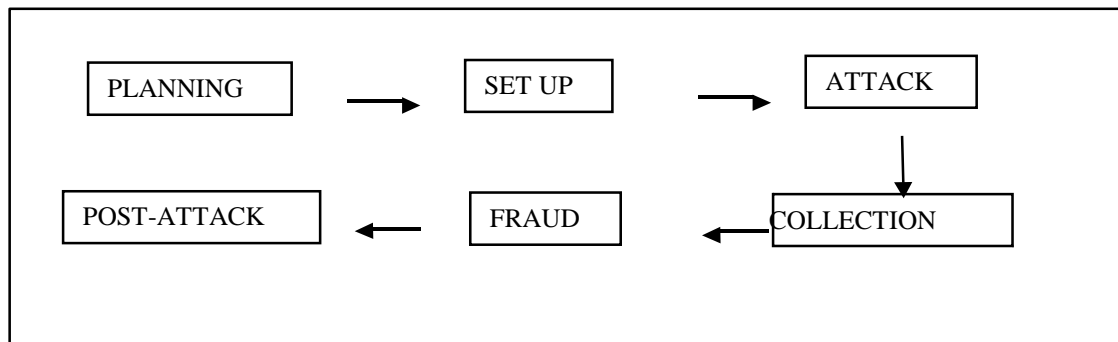 PLANNING
SET UP
ATTACK
POST-ATTACK
FRAUD
COLLECTION